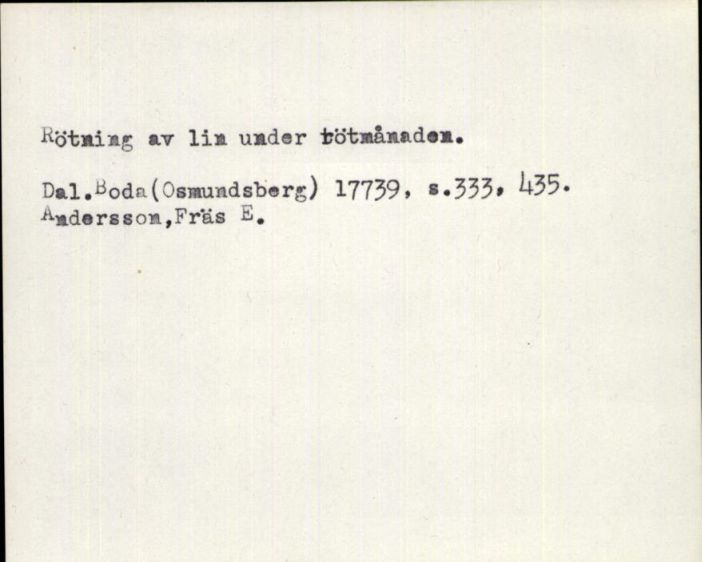 Rötning av lin under rötmånaden.
Dal.Boda(Osmundsberg) 17739, s.333, 435.
Andersson,Fräs E.